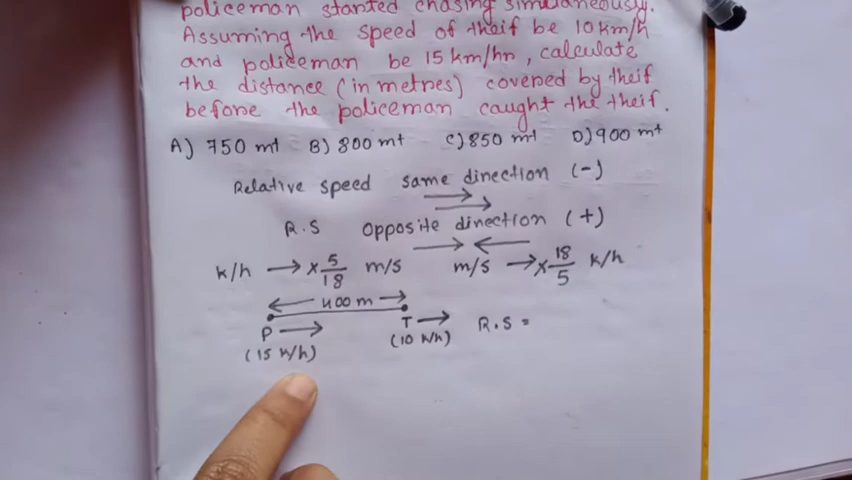 policeman started chasing simultaneously.
Assuming the speed of theif be 10 km/h
and policeman be 15 km/hr, calculate
the distance (in metres) covered by theif
before the policeman caught the theif.
A) 750 mt B) 800 mt C) 850 mt D) 900 mt
Relative speed same direction (-)
R.S opposite direction (+)
k/h → × 5/18 m/s m/s → × 18/5 k/h
400 m
P → T → R.S =
(15 k/h) (10 k/h)